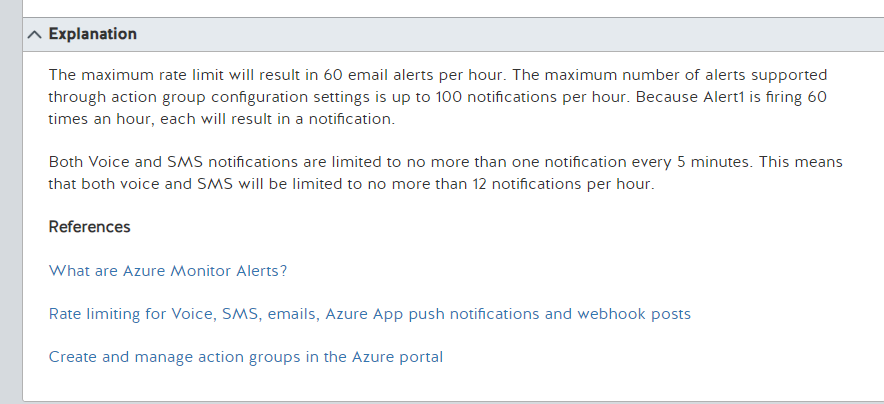 Explanation
The maximum rate limit will result in 60 email alerts per hour. The maximum number of alerts supported
through action group configuration settings is up to 100 notifications per hour. Because Alert1 is firing 60
times an hour, each will result in a notification.
Both Voice and SMS notifications are limited to no more than one notification every 5 minutes. This means
that both voice and SMS will be limited to no more than 12 notifications per hour.
References
What are Azure Monitor Alerts?
Rate limiting for Voice, SMS, emails, Azure App push notifications and webhook posts
Create and manage action groups in the Azure portal